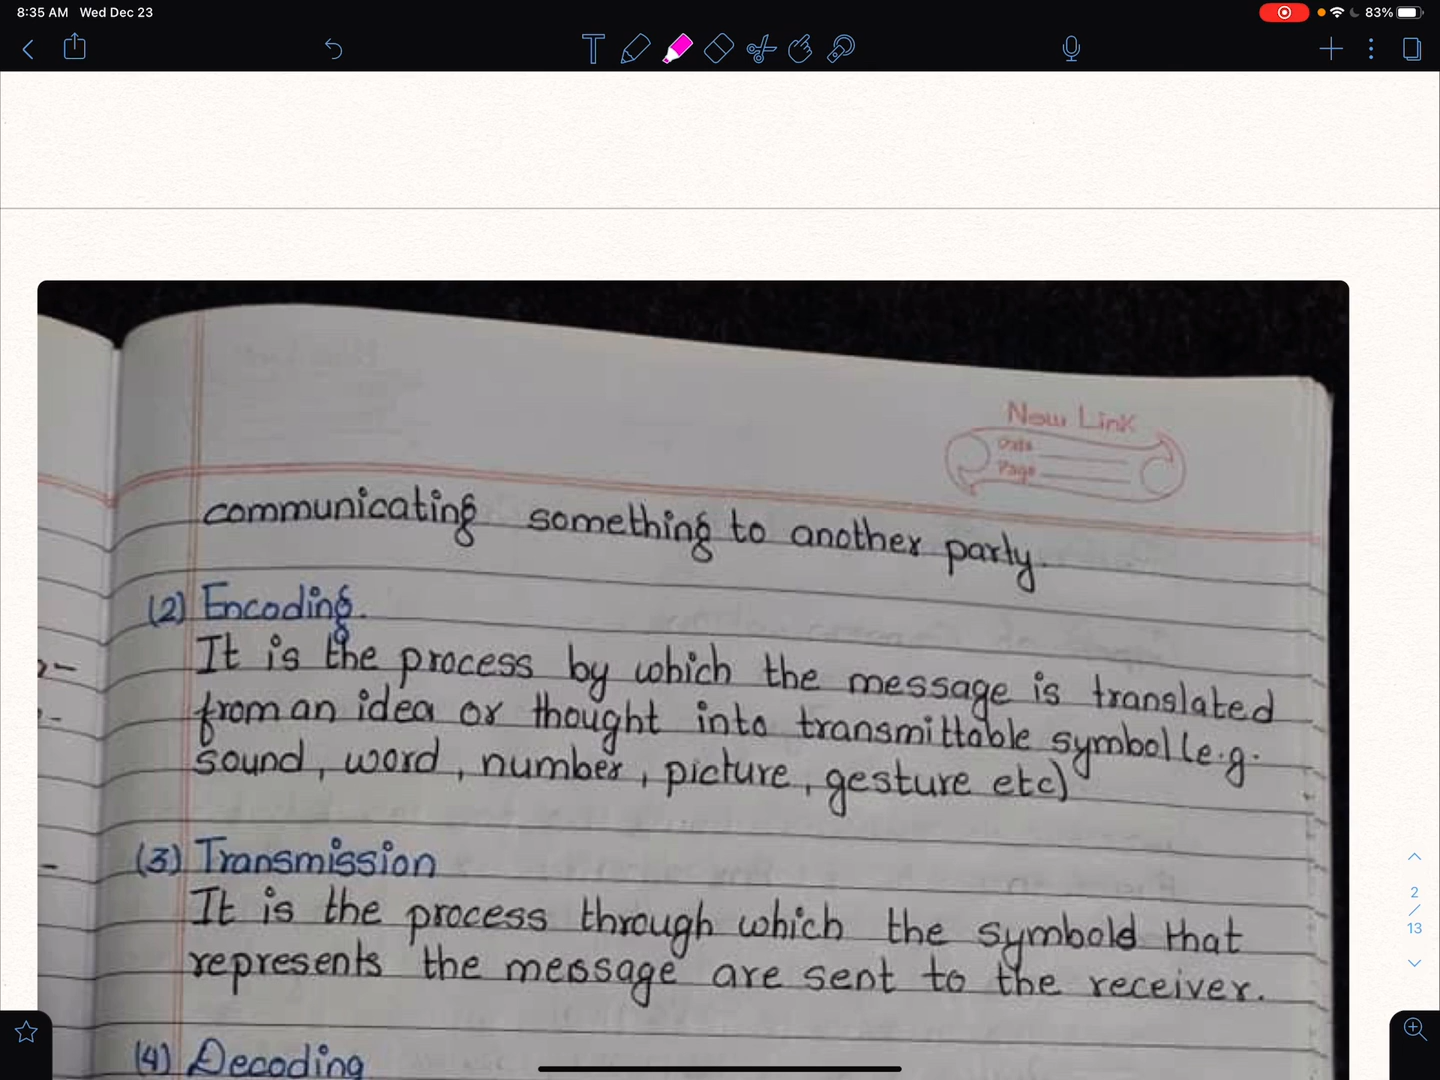 8:35 AM Wed Dec 23
83%
New Link
Date
Page
communicating something to another party.
(2) Encoding.
It is the process by which the message is translated
from an idea or thought into transmittable symbol (e.g.
sound, word, number, picture, gesture etc)
(3) Transmission
It is the process through which the symbold that
represents the message are sent to the receiver.
(4) Decoding
2
/
13